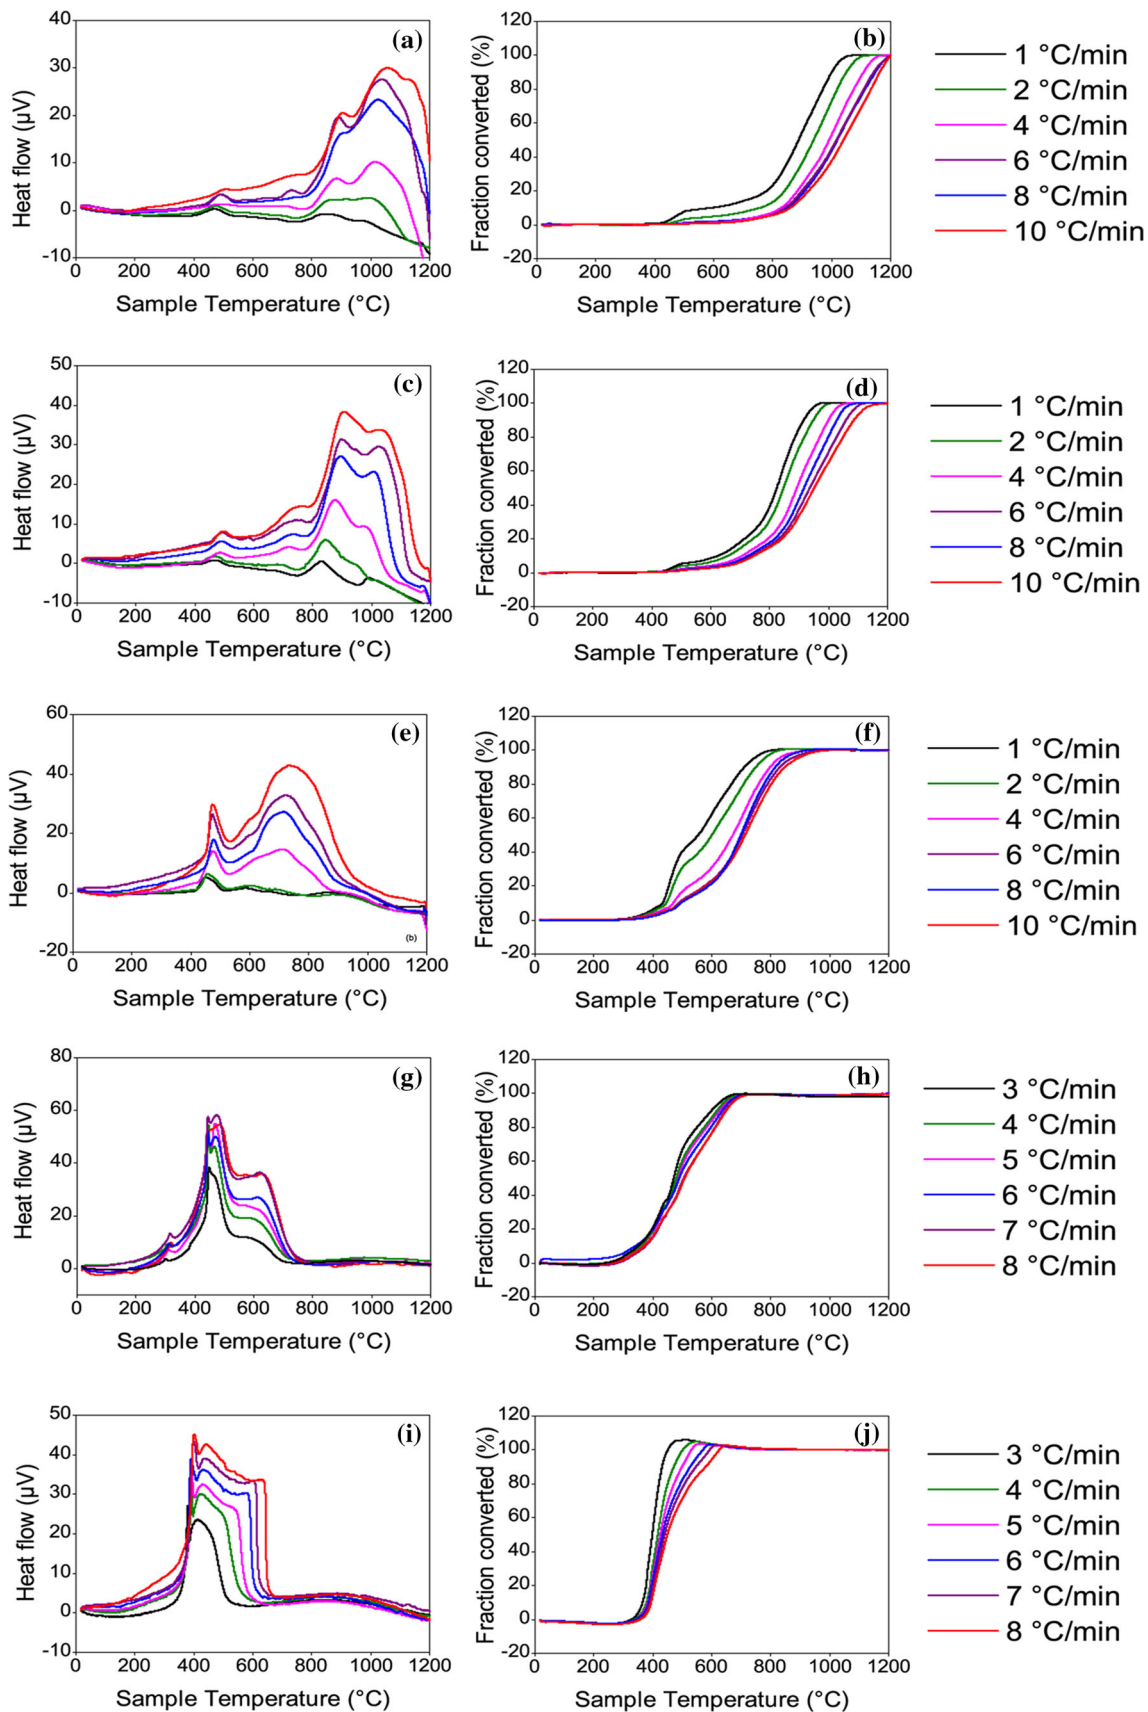 (a)
Heat flow (µV)
40
30
20
10
0
-10
0 200 400 600 800 1000 1200
Sample Temperature (°C)
(b)
Fraction converted (%)
120
100
80
60
40
20
0
-20
0 200 400 600 800 1000 1200
Sample Temperature (°C)
1 °C/min
2 °C/min
4 °C/min
6 °C/min
8 °C/min
10 °C/min
(c)
Heat flow (µV)
50
40
30
20
10
0
-10
0 200 400 600 800 1000 1200
Sample Temperature (°C)
(d)
Fraction converted (%)
120
100
80
60
40
20
0
-20
0 200 400 600 800 1000 1200
Sample Temperature (°C)
1 °C/min
2 °C/min
4 °C/min
6 °C/min
8 °C/min
10 °C/min
(e)
Heat flow (µV)
60
40
20
0
-20
(b)
0 200 400 600 800 1000 1200
Sample Temperature (°C)
(f)
Fraction converted (%)
120
100
80
60
40
20
0
-20
0 200 400 600 800 1000 1200
Sample Temperature (°C)
1 °C/min
2 °C/min
4 °C/min
6 °C/min
8 °C/min
10 °C/min
(g)
Heat flow (µV)
80
60
40
20
0
0 200 400 600 800 1000 1200
Sample Temperature (°C)
(h)
Fraction converted (%)
120
100
80
60
40
20
0
-20
0 200 400 600 800 1000 1200
Sample Temperature (°C)
3 °C/min
4 °C/min
5 °C/min
6 °C/min
7 °C/min
8 °C/min
(i)
Heat flow (µV)
50
40
30
20
10
0
-10
0 200 400 600 800 1000 1200
Sample Temperature (°C)
(j)
Fraction converted (%)
120
100
80
60
40
20
0
-20
0 200 400 600 800 1000 1200
Sample Temperature (°C)
3 °C/min
4 °C/min
5 °C/min
6 °C/min
7 °C/min
8 °C/min